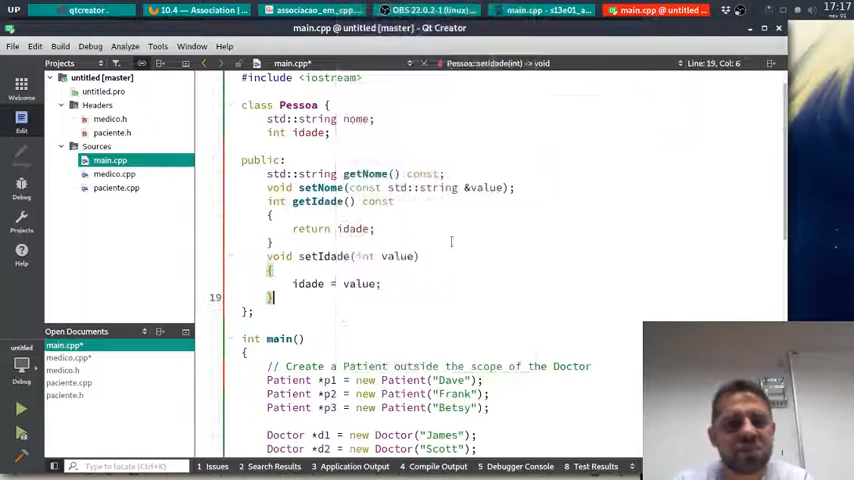 UP
qtcreator .
10.4 — Association | ...
associacao_em_cpp...
OBS 22.0.2-1 (linux)...
main.cpp - s13e01_a...
main.cpp @ untitled ...
17:17
nov 01
main.cpp @ untitled [master] - Qt Creator
File Edit Build Debug Analyze Tools Window Help
Projects
main.cpp*
Pessoa::setIdade(int) -> void
Line: 19, Col: 6
Welcome
Edit
Design
Debug
Projects
Help
untitled
Debug
untitled [master]
untitled.pro
Headers
medico.h
paciente.h
Sources
main.cpp
medico.cpp
paciente.cpp
Open Documents
main.cpp*
medico.cpp*
medico.h
paciente.cpp
paciente.h
#include <iostream>
class Pessoa {
std::string nome;
int idade;
public:
std::string getNome() const;
void setNome(const std::string &value);
int getIdade() const
{
return idade;
}
void setIdade(int value)
{
idade = value;
19 }
};
int main()
{
// Create a Patient outside the scope of the Doctor
Patient *p1 = new Patient("Dave");
Patient *p2 = new Patient("Frank");
Patient *p3 = new Patient("Betsy");
Doctor *d1 = new Doctor("James");
Doctor *d2 = new Doctor("Scott");
Type to locate (Ctrl+K)
1 Issues
2 Search Results
3 Application Output
4 Compile Output
5 Debugger Console
8 Test Results